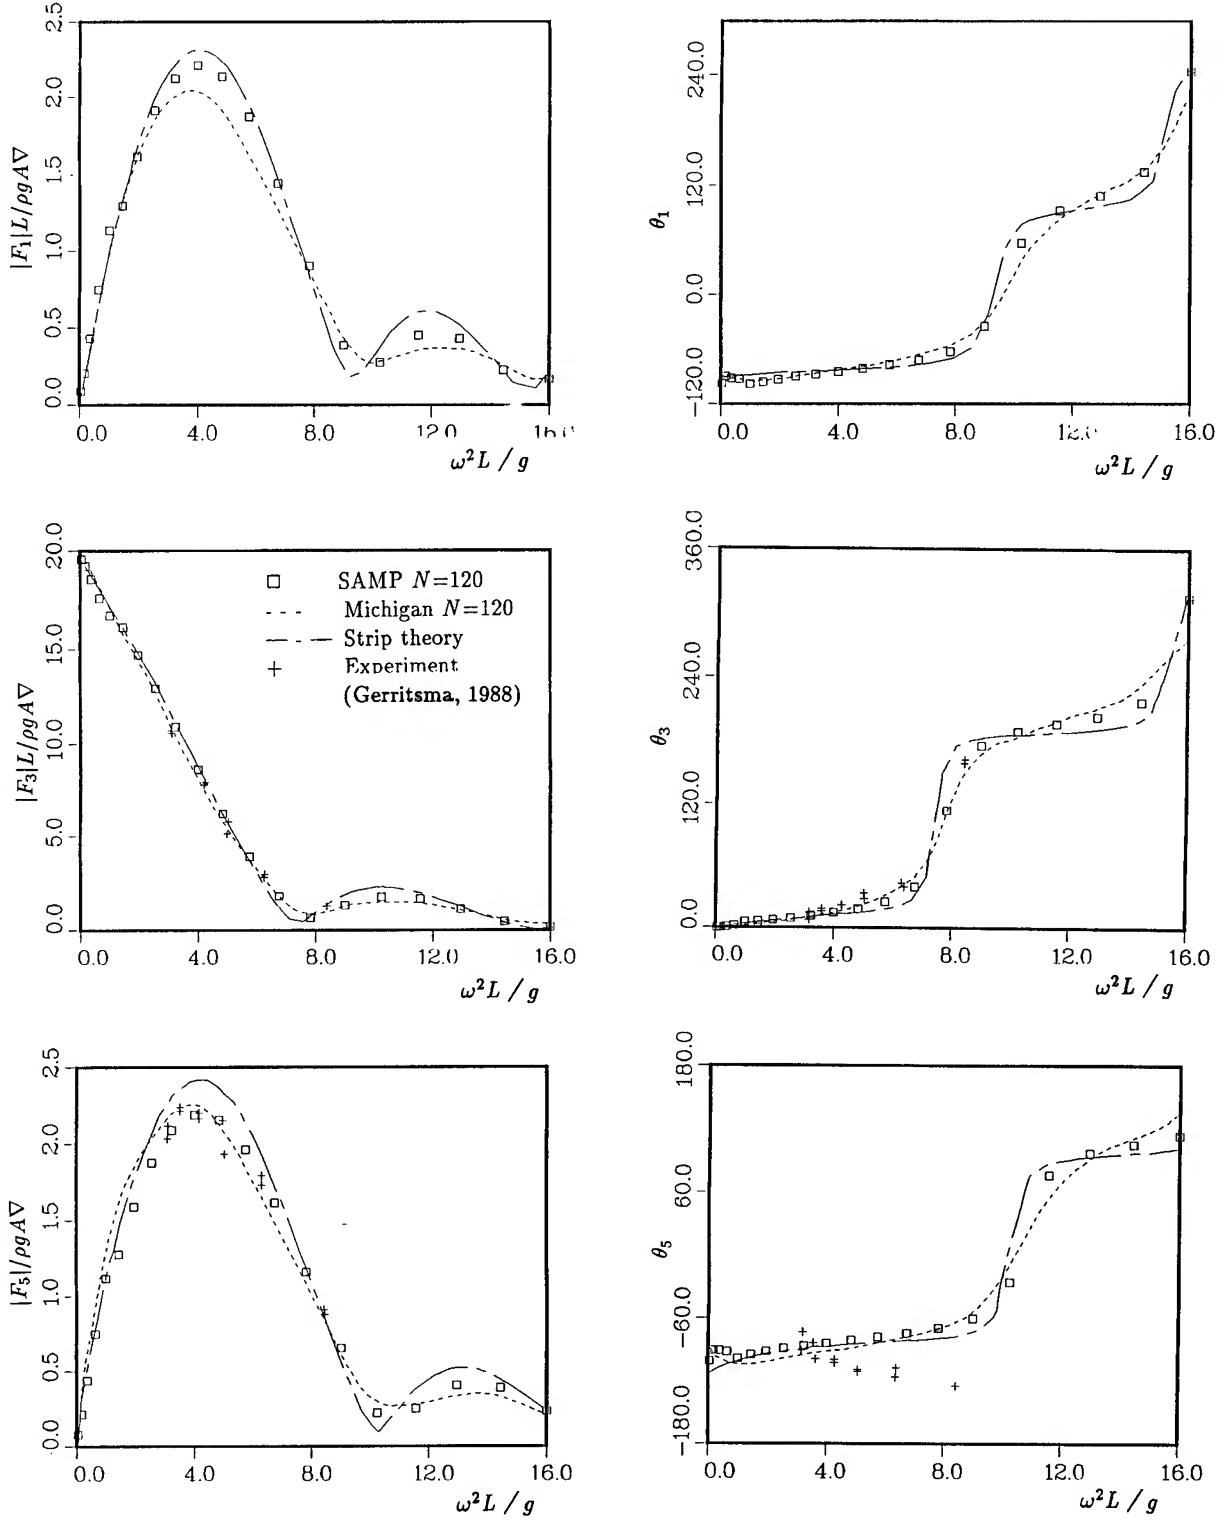 2.5
2.0
1.5
1.0
0.5
0.0
|F₁|L/ρgA∇
0.0 4.0 8.0 12.0
ω²L / g
240.0
120.0
0.0
−120.0
θ₁
0.0 4.0 8.0 16.0
ω²L / g
20.0
15.0
10.0
5.0
0.0
|F₃|L/ρgA∇
SAMP N=120
Michigan N=120
Strip theory
Experiment
(Gerritsma, 1988)
0.0 4.0 8.0 12.0 16.0
ω²L / g
360.0
240.0
120.0
0.0
θ₃
0.0 4.0 8.0 12.0 16.0
ω²L / g
2.5
2.0
1.5
1.0
0.5
0.0
|F₅|/ρgA∇
0.0 4.0 8.0 12.0 16.0
ω²L / g
180.0
60.0
−60.0
−180.0
θ₅
0.0 4.0 8.0 12.0 16.0
ω²L / g